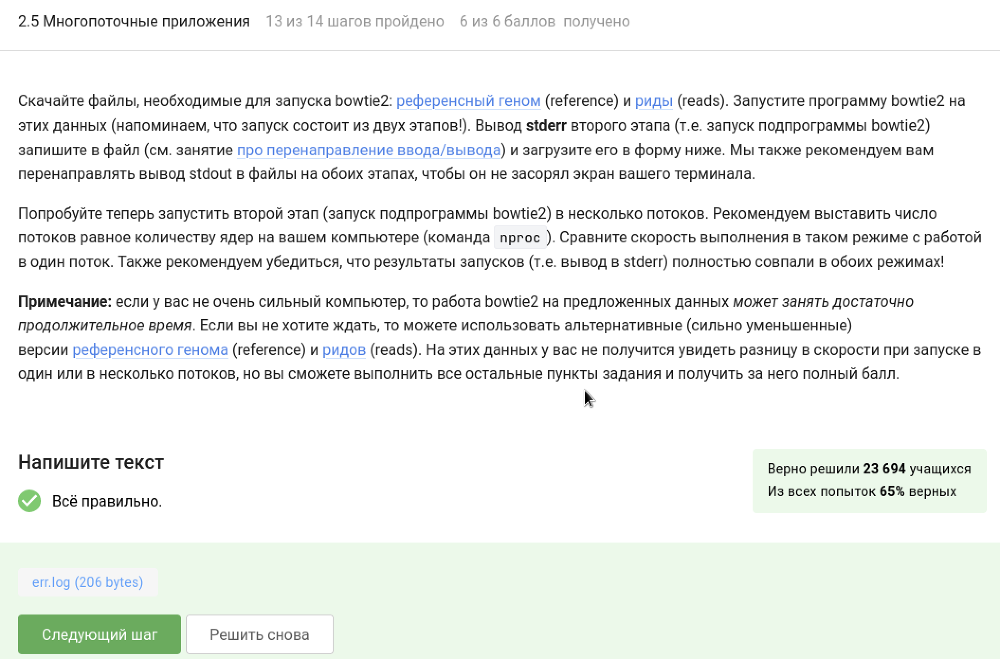 2.5 Многопоточные приложения 13 из 14 шагов пройдено 6 из 6 баллов получено
Скачайте файлы, необходимые для запуска bowtie2: референсный геном (reference) и риды (reads). Запустите программу bowtie2 на
этих данных (напоминаем, что запуск состоит из двух этапов!). Вывод stderr второго этапа (т.е. запуск подпрограммы bowtie2)
запишите в файл (см. занятие про перенаправление ввода/вывода) и загрузите его в форму ниже. Мы также рекомендуем вам
перенаправлять вывод stdout в файлы на обоих этапах, чтобы он не засорял экран вашего терминала.
Попробуйте теперь запустить второй этап (запуск подпрограммы bowtie2) в несколько потоков. Рекомендуем выставить число
потоков равное количеству ядер на вашем компьютере (команда nproc). Сравните скорость выполнения в таком режиме с работой
в один поток. Также рекомендуем убедиться, что результаты запусков (т.е. вывод в stderr) полностью совпали в обоих режимах!
Примечание: если у вас не очень сильный компьютер, то работа bowtie2 на предложенных данных может занять достаточно
продолжительное время. Если вы не хотите ждать, то можете использовать альтернативные (сильно уменьшенные)
версии референсного генома (reference) и ридов (reads). На этих данных у вас не получится увидеть разницу в скорости при запуске в
один или в несколько потоков, но вы сможете выполнить все остальные пункты задания и получить за него полный балл.
Напишите текст
Верно решили 23 694 учащихся
Из всех попыток 65% верных
Всё правильно.
err.log (206 bytes)
Следующий шаг Решить снова